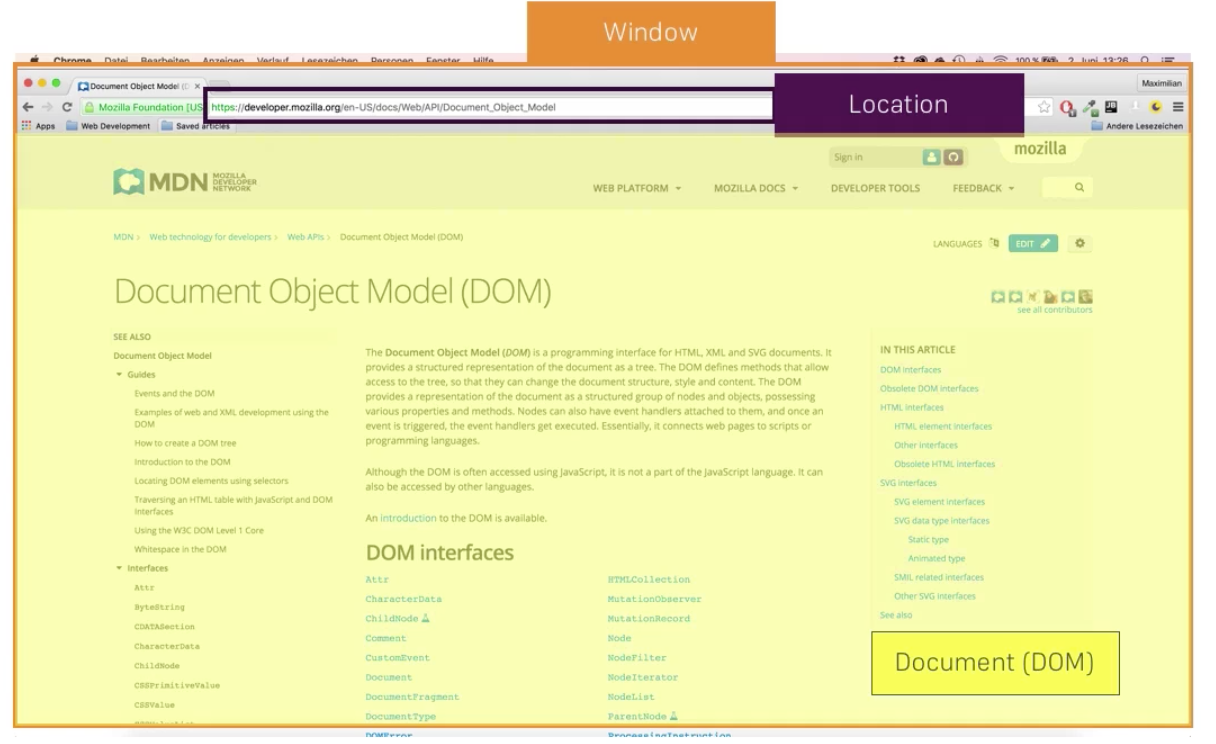 Window
Chrome Datei Bearbeiten Anzeigen Verlauf Lesezeichen Personen Fenster Hilfe 100 % 2. Juni 13:26
Document Object Model (D × Maximilian
Mozilla Foundation [US https://developer.mozilla.org/en-US/docs/Web/API/Document_Object_Model
Location
Apps Web Development Saved articles Andere Lesezeichen
Sign in mozilla
MDN MOZILLA DEVELOPER NETWORK
WEB PLATFORM MOZILLA DOCS DEVELOPER TOOLS FEEDBACK
MDN > Web technology for developers > Web APIs > Document Object Model (DOM)
LANGUAGES EDIT
Document Object Model (DOM)
see all contributors
SEE ALSO
Document Object Model
Guides
Events and the DOM
Examples of web and XML development using the
DOM
How to create a DOM tree
Introduction to the DOM
Locating DOM elements using selectors
Traversing an HTML table with JavaScript and DOM
Interfaces
Using the W3C DOM Level 1 Core
Whitespace in the DOM
Interfaces
Attr
ByteString
CDATASection
CharacterData
ChildNode
CSSPrimitiveValue
CSSValue
The Document Object Model (DOM) is a programming interface for HTML, XML and SVG documents. It
provides a structured representation of the document as a tree. The DOM defines methods that allow
access to the tree, so that they can change the document structure, style and content. The DOM
provides a representation of the document as a structured group of nodes and objects, possessing
various properties and methods. Nodes can also have event handlers attached to them, and once an
event is triggered, the event handlers get executed. Essentially, it connects web pages to scripts or
programming languages.
Although the DOM is often accessed using JavaScript, it is not a part of the JavaScript language. It can
also be accessed by other languages.
An introduction to the DOM is available.
DOM interfaces
Attr
CharacterData
ChildNode
Comment
CustomEvent
Document
DocumentFragment
DocumentType
DOMError
HTMLCollection
MutationObserver
MutationRecord
Node
NodeFilter
NodeIterator
NodeList
ParentNode
ProcessingInstruction
IN THIS ARTICLE
DOM interfaces
Obsolete DOM interfaces
HTML interfaces
HTML element interfaces
Other interfaces
Obsolete HTML interfaces
SVG interfaces
SVG element interfaces
SVG data type interfaces
Static type
Animated type
SMIL related interfaces
Other SVG interfaces
See also
Document (DOM)